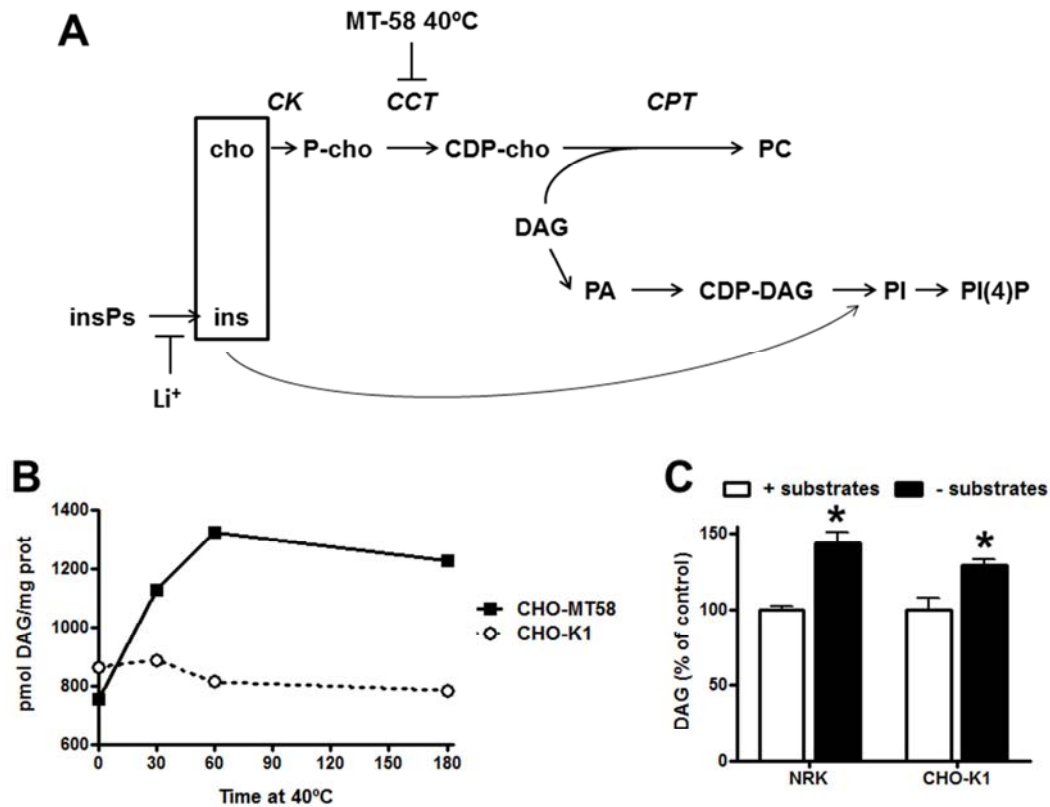 A
MT-58 40ºC
CK
CCT
CPT
cho
P-cho
CDP-cho
PC
DAG
insPs
ins
PA
CDP-DAG
PI
PI(4)P
Li⁺
B
pmol DAG/mg prot
1400
1200
1000
800
600
0
30
60
90
120
150
180
Time at 40ºC
CHO-MT58
CHO-K1
C
+ substrates
- substrates
DAG (% of control)
150
100
50
0
*
*
NRK
CHO-K1